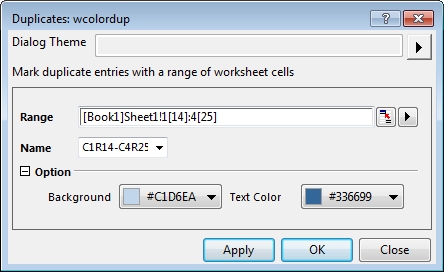 Duplicates: wcolordup
Dialog Theme
Mark duplicate entries with a range of worksheet cells
Range [Book1]Sheet1!1[14]:4[25]
Name C1R14-C4R25
Option
Background #C1D6EA Text Color #336699
Apply OK Close